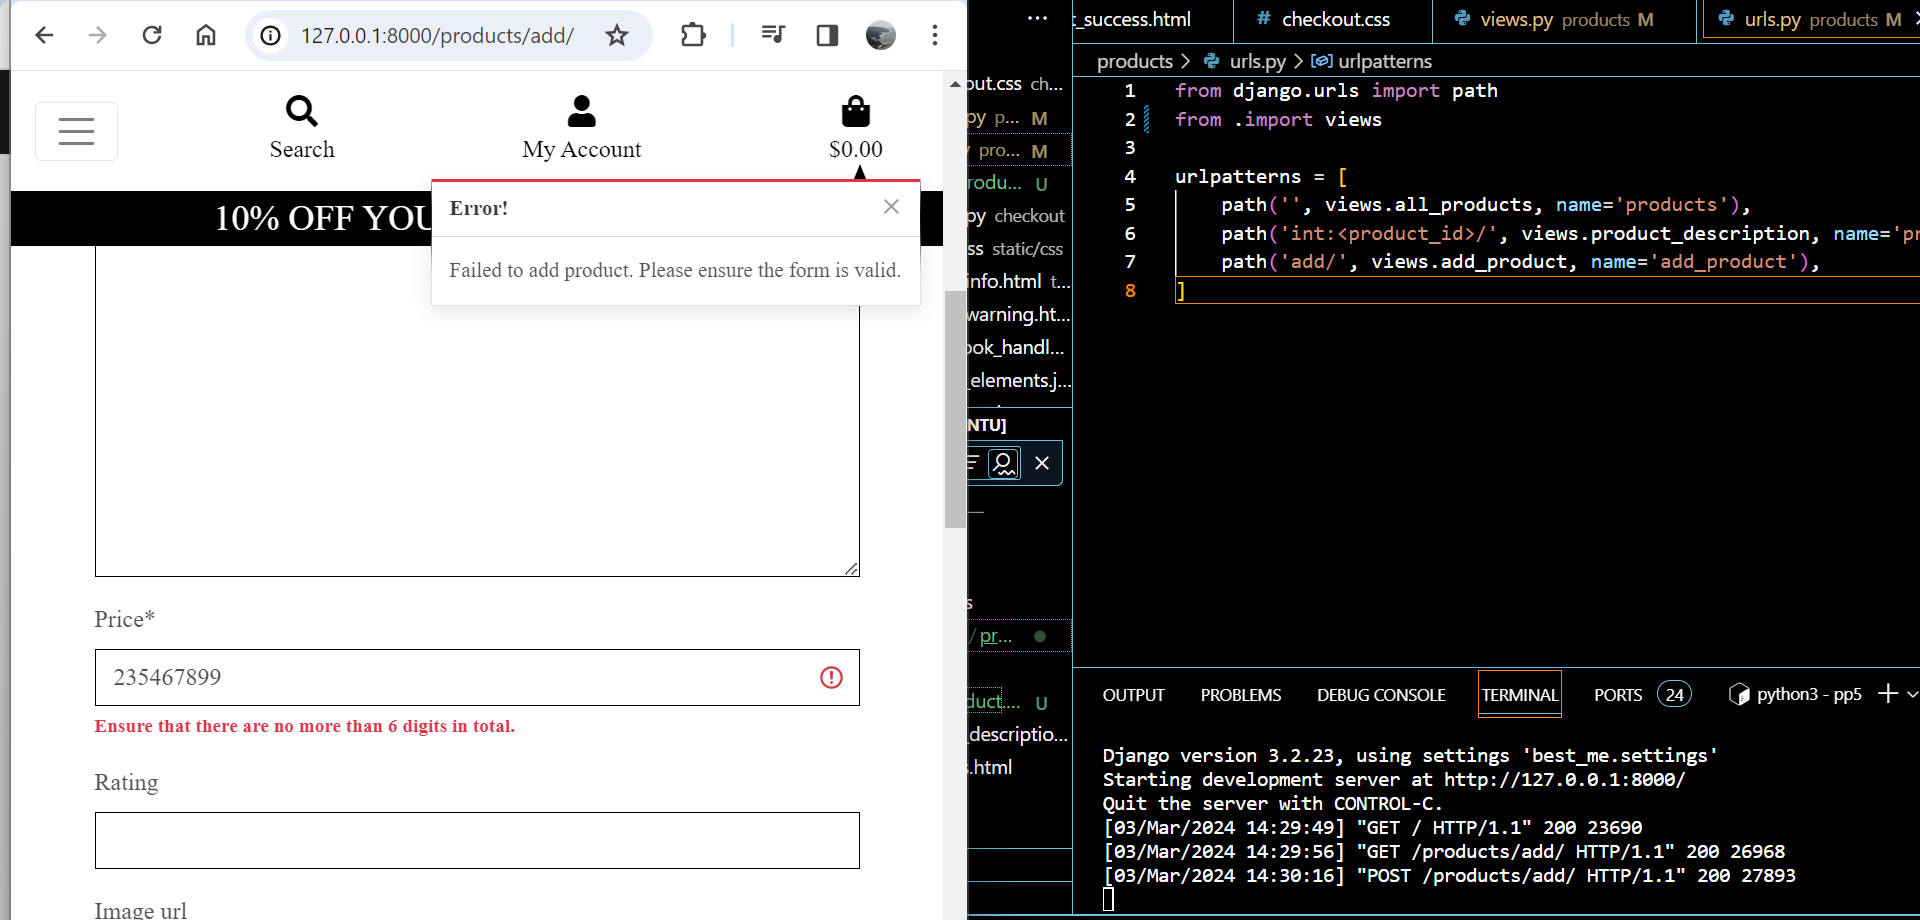 127.0.0.1:8000/products/add/
Search
My Account
$0.00
10% OFF YOU
Error!
Failed to add product. Please ensure the form is valid.
Price*
235467899
Ensure that there are no more than 6 digits in total.
Rating
Image url
out.css ch...
py p... M
pro... M
rodu... U
py checkout
ss static/css
info.html t...
warning.ht...
ook_handl...
_elements.j...
NTU]
s
/ pr...
duct.... U
_descriptio...
s.html
t_success.html
# checkout.css
views.py products M
urls.py products M
products > urls.py > urlpatterns
1 from django.urls import path
2 from .import views
3
4 urlpatterns = [
5 path('', views.all_products, name='products'),
6 path('int:<product_id>/', views.product_description, name='pr
7 path('add/', views.add_product, name='add_product'),
8 ]
OUTPUT PROBLEMS DEBUG CONSOLE TERMINAL PORTS 24 python3 - pp5
Django version 3.2.23, using settings 'best_me.settings'
Starting development server at http://127.0.0.1:8000/
Quit the server with CONTROL-C.
[03/Mar/2024 14:29:49] "GET / HTTP/1.1" 200 23690
[03/Mar/2024 14:29:56] "GET /products/add/ HTTP/1.1" 200 26968
[03/Mar/2024 14:30:16] "POST /products/add/ HTTP/1.1" 200 27893